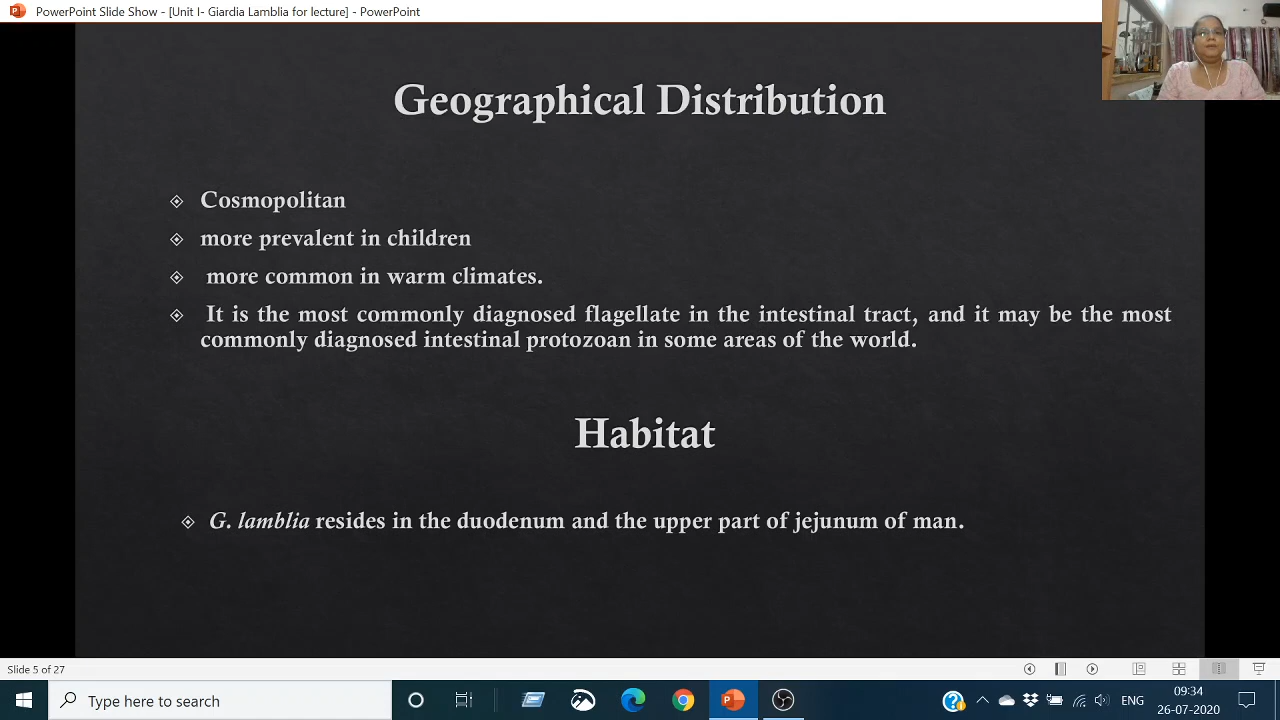 PowerPoint Slide Show - [Unit I- Giardia Lamblia for lecture] - PowerPoint
Geographical Distribution
Cosmopolitan
more prevalent in children
more common in warm climates.
It is the most commonly diagnosed flagellate in the intestinal tract, and it may be the most
commonly diagnosed intestinal protozoan in some areas of the world.
Habitat
G. lamblia resides in the duodenum and the upper part of jejunum of man.
Slide 5 of 27
Type here to search
ENG
09:34
26-07-2020